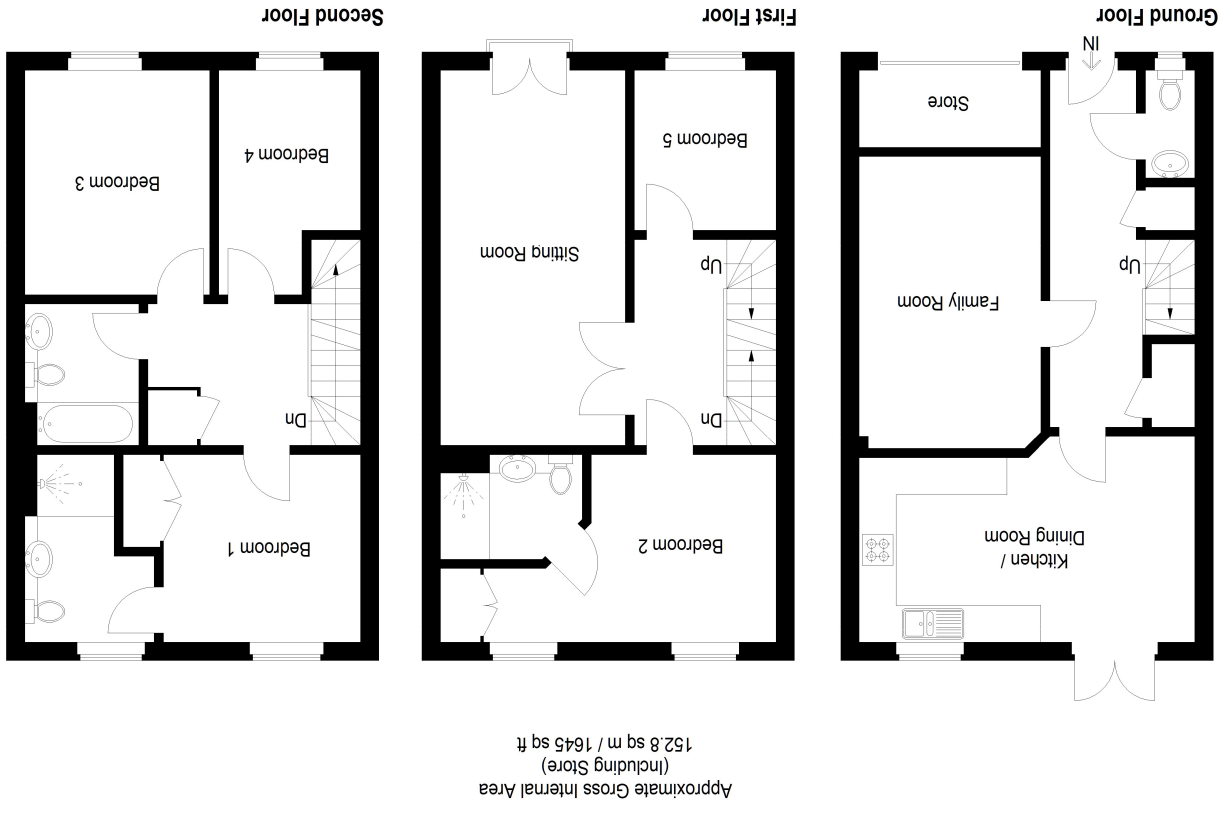 Approximate Gross Internal Area
(Including Store)
152.8 sq m / 1645 sq ft
Kitchen /
Dining Room
Family Room
Up
Store
IN
Ground Floor
Bedroom 2
Dn
Up
Sitting Room
Bedroom 5
First Floor
Bedroom 1
Dn
Bedroom 3
Bedroom 4
Second Floor